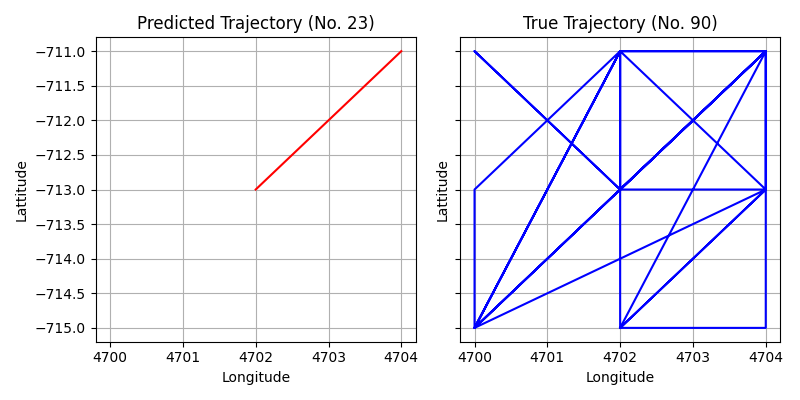 Predicted Trajectory (No. 23)
True Trajectory (No. 90)
−711.0
−711.5
−712.0
−712.5
−713.0
−713.5
−714.0
−714.5
−715.0
Lattitude
Lattitude
4700 4701 4702 4703 4704
4700 4701 4702 4703 4704
Longitude
Longitude